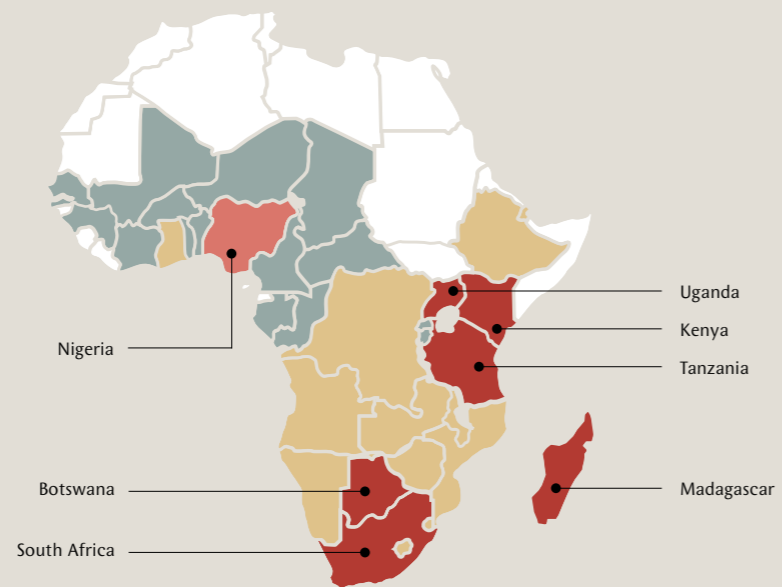 Uganda
Kenya
Nigeria
Tanzania
Botswana
Madagascar
South Africa